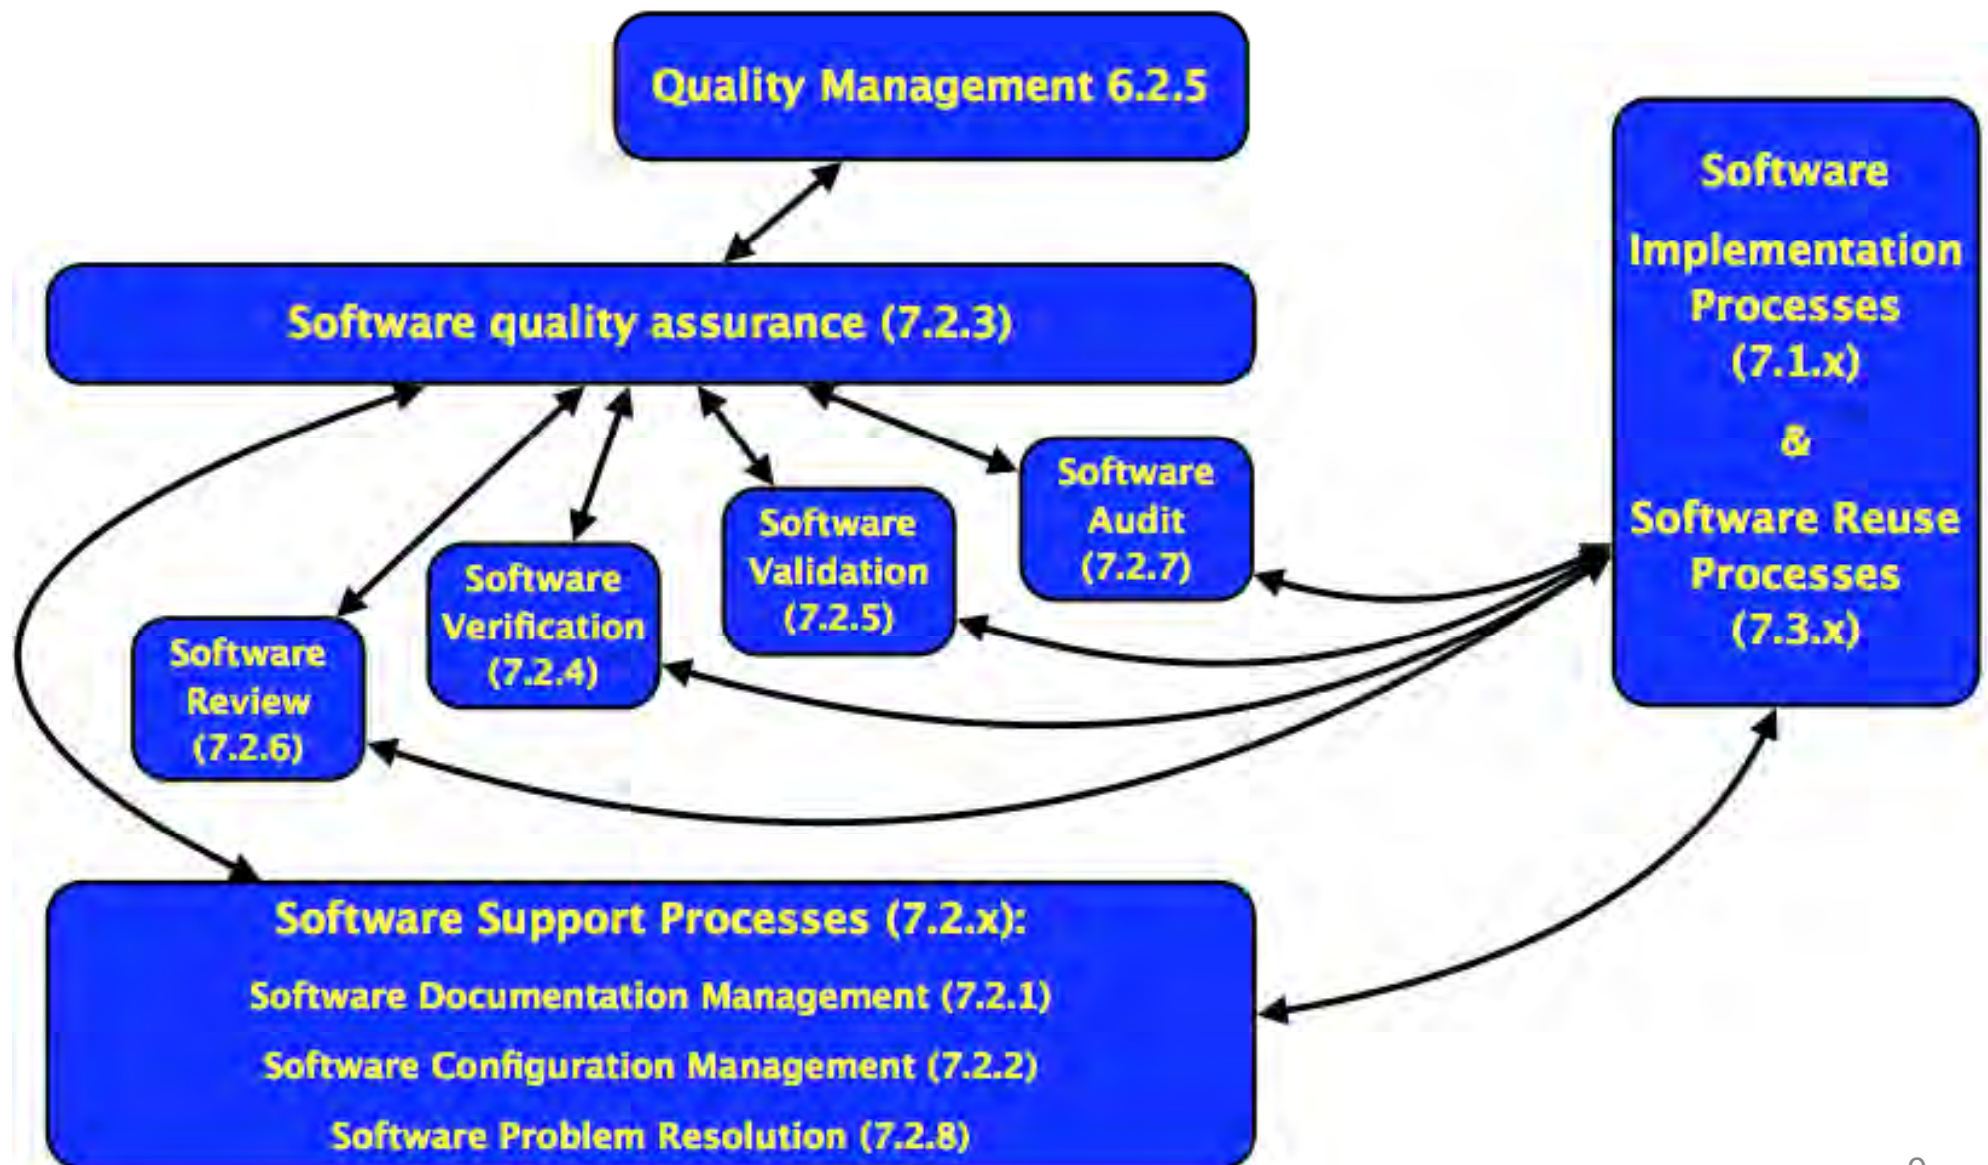 Quality Management 6.2.5
Software quality assurance (7.2.3)
Software
Review
(7.2.6)
Software
Verification
(7.2.4)
Software
Validation
(7.2.5)
Software
Audit
(7.2.7)
Software
Implementation
Processes
(7.1.x)
&
Software Reuse
Processes
(7.3.x)
Software Support Processes (7.2.x):
Software Documentation Management (7.2.1)
Software Configuration Management (7.2.2)
Software Problem Resolution (7.2.8)